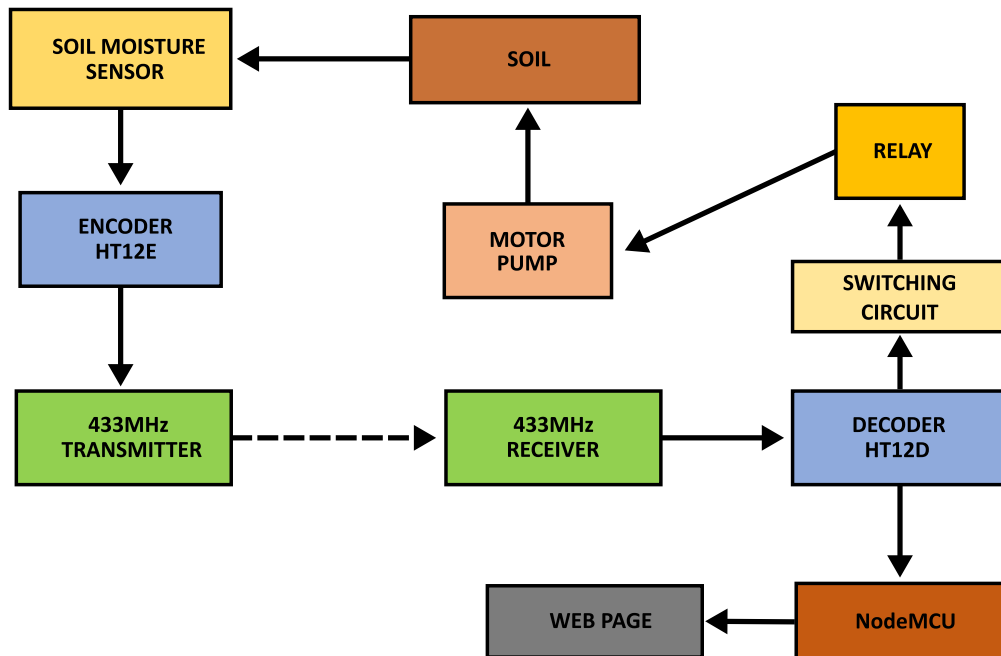 SOIL MOISTURE
SENSOR
SOIL
RELAY
ENCODER
HT12E
MOTOR
PUMP
SWITCHING
CIRCUIT
433MHz
TRANSMITTER
433MHz
RECEIVER
DECODER
HT12D
WEB PAGE
NodeMCU